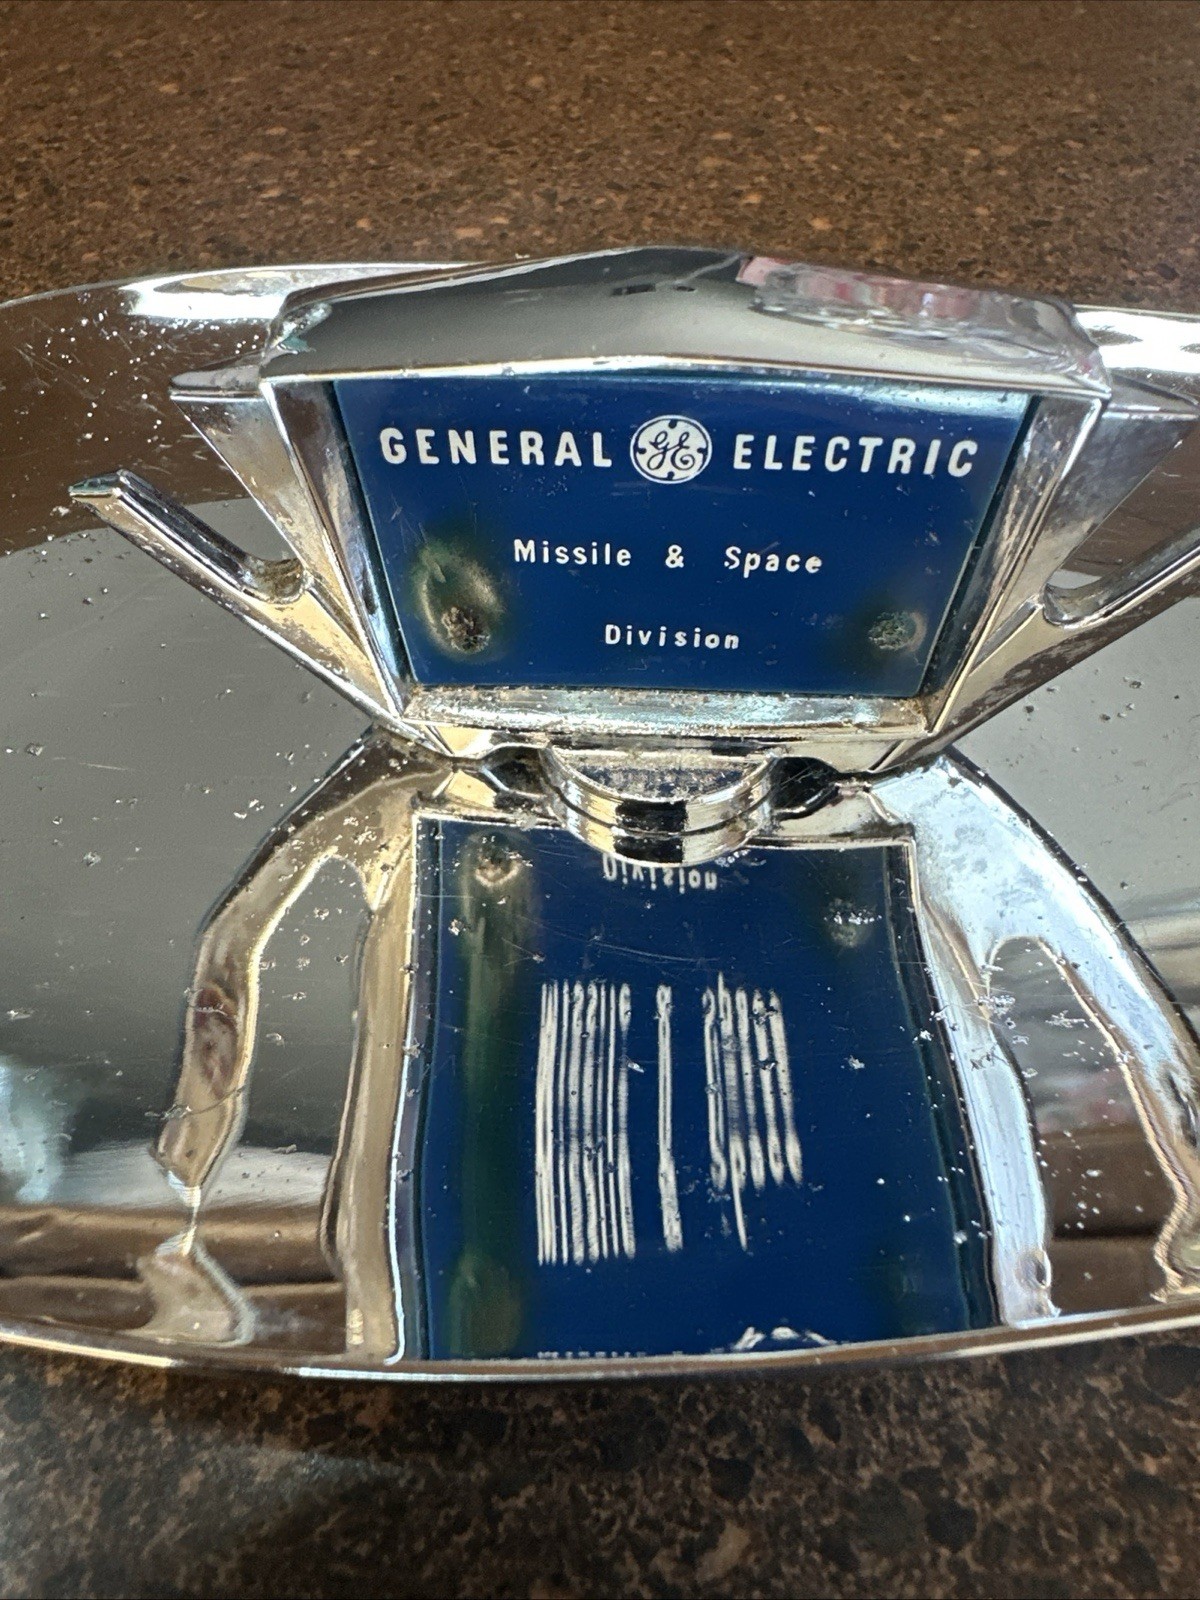 GENERAL GE ELECTRIC
Missile & Space
Division